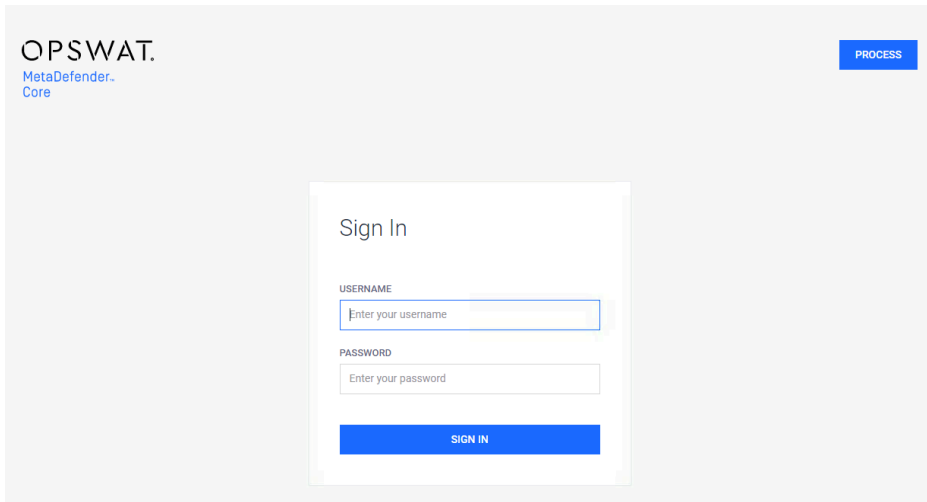 OPSWAT.
MetaDefender™
Core
PROCESS
Sign In
USERNAME
Enter your username
PASSWORD
Enter your password
SIGN IN